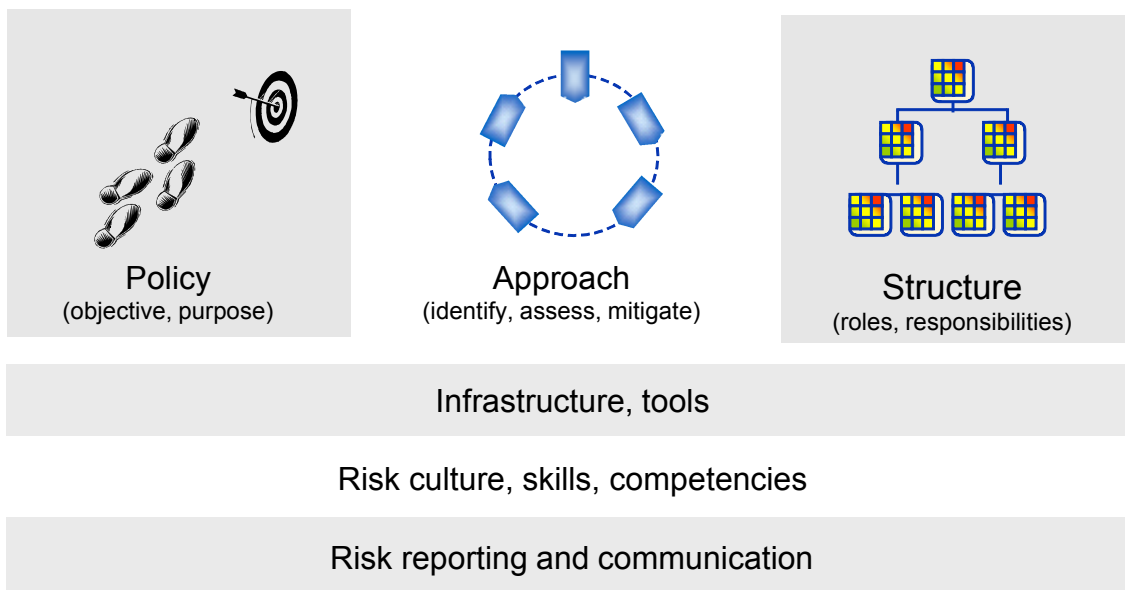 Policy
(objective, purpose)
Approach
(identify, assess, mitigate)
Structure
(roles, responsibilities)
Infrastructure, tools
Risk culture, skills, competencies
Risk reporting and communication